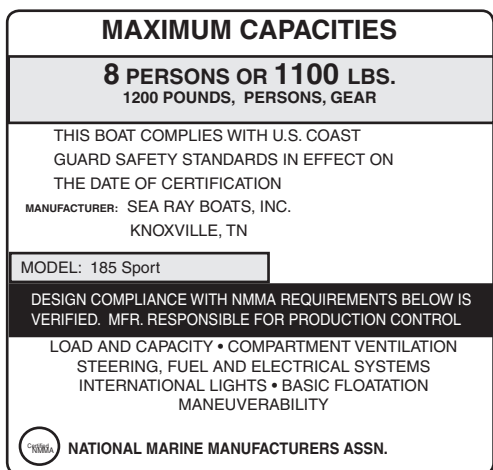 MAXIMUM CAPACITIES
8 PERSONS OR 1100 LBS.
1200 POUNDS, PERSONS, GEAR
THIS BOAT COMPLIES WITH U.S. COAST
GUARD SAFETY STANDARDS IN EFFECT ON
THE DATE OF CERTIFICATION
MANUFACTURER: SEA RAY BOATS, INC.
KNOXVILLE, TN
MODEL: 185 Sport
DESIGN COMPLIANCE WITH NMMA REQUIREMENTS BELOW IS
VERIFIED. MFR. RESPONSIBLE FOR PRODUCTION CONTROL
LOAD AND CAPACITY • COMPARTMENT VENTILATION
STEERING, FUEL AND ELECTRICAL SYSTEMS
INTERNATIONAL LIGHTS • BASIC FLOATATION
MANEUVERABILITY
Certified
NMMA
NATIONAL MARINE MANUFACTURERS ASSN.